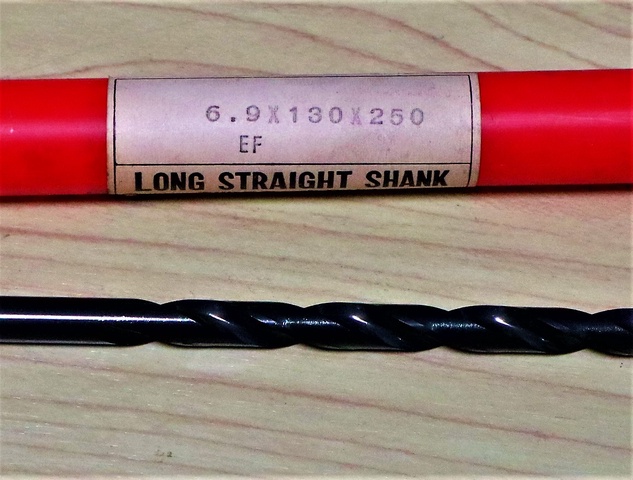 6.9X130X250
EF
LONG STRAIGHT SHANK